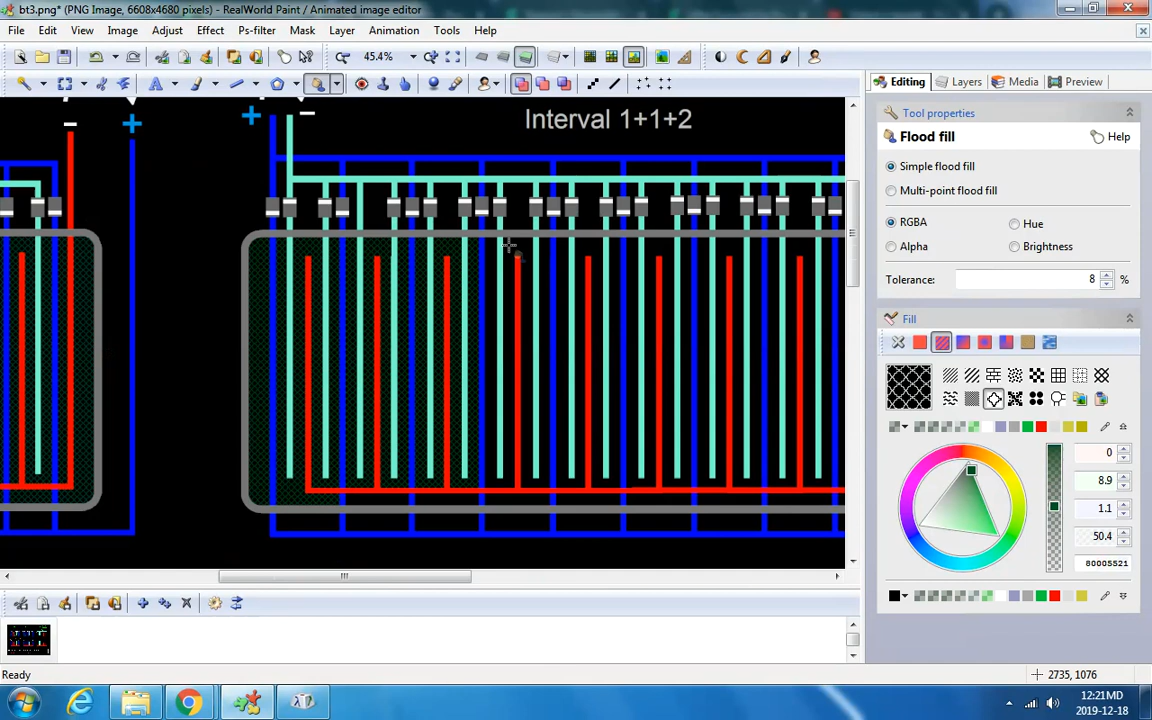 bt3.png* (PNG Image, 6608x4680 pixels) - RealWorld Paint / Animated image editor
File Edit View Image Adjust Effect Ps-filter Mask Layer Animation Tools Help
45.4%
Editing Layers Media Preview
Tool properties
Flood fill Help
Simple flood fill
Multi-point flood fill
RGBA Hue
Alpha Brightness
Tolerance: 8 %
Fill
0
8.9
1.1
50.4
80005521
− +
+ −
Interval 1+1+2
Ready
2735, 1076
12:21MD
2019-12-18